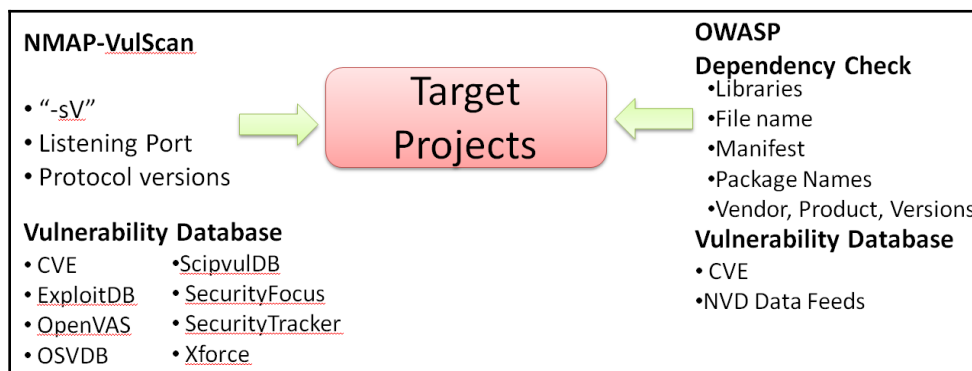 NMAP-VulScan
• “-sV”
• Listening Port
• Protocol versions
Vulnerability Database
• CVE
• ExploitDB
• OpenVAS
• OSVDB
•ScipvulDB
• SecurityFocus
• SecurityTracker
• Xforce
Target
Projects
OWASP
Dependency Check
•Libraries
•File name
•Manifest
•Package Names
•Vendor, Product, Versions
Vulnerability Database
• CVE
•NVD Data Feeds